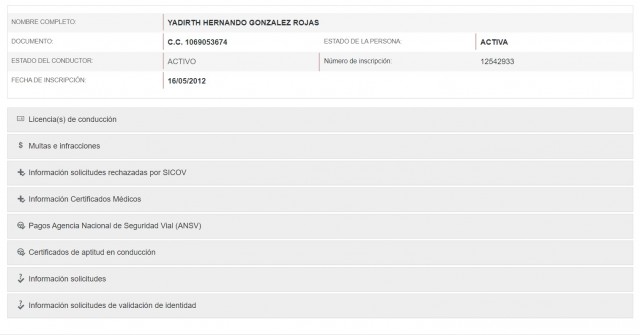 NOMBRE COMPLETO: YADIRTH HERNANDO GONZALEZ ROJAS
DOCUMENTO: C.C. 1069053674 ESTADO DE LA PERSONA: ACTIVA
ESTADO DEL CONDUCTOR: ACTIVO Número de inscripción: 12542933
FECHA DE INSCRIPCIÓN: 16/05/2012
Licencia(s) de conducción
$ Multas e infracciones
Información solicitudes rechazadas por SICOV
Información Certificados Médicos
Pagos Agencia Nacional de Seguridad Vial (ANSV)
Certificados de aptitud en conducción
Información solicitudes
Información solicitudes de validación de identidad